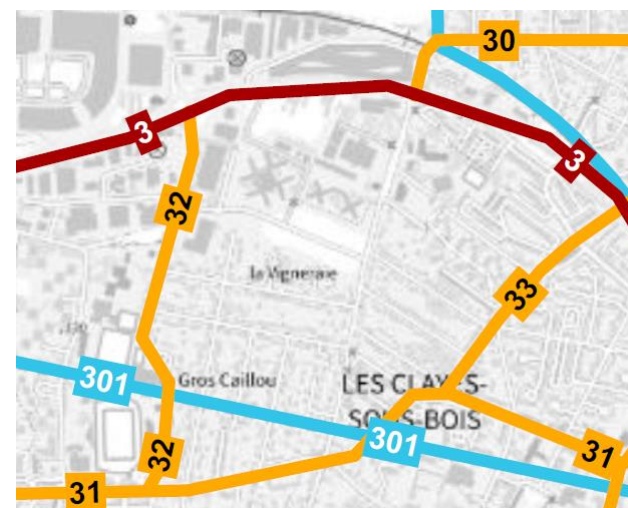 30
3
3
32
la Vigneraie
33
301
Gros Caillou
LES CLAYES-
SOUS-BOIS
301
32
31
31